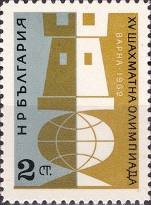 НР БЪЛГАРИЯ
XV ШАХМАТНА ОЛИМПИАДА
ВАРНА · 1962
2 СТ.